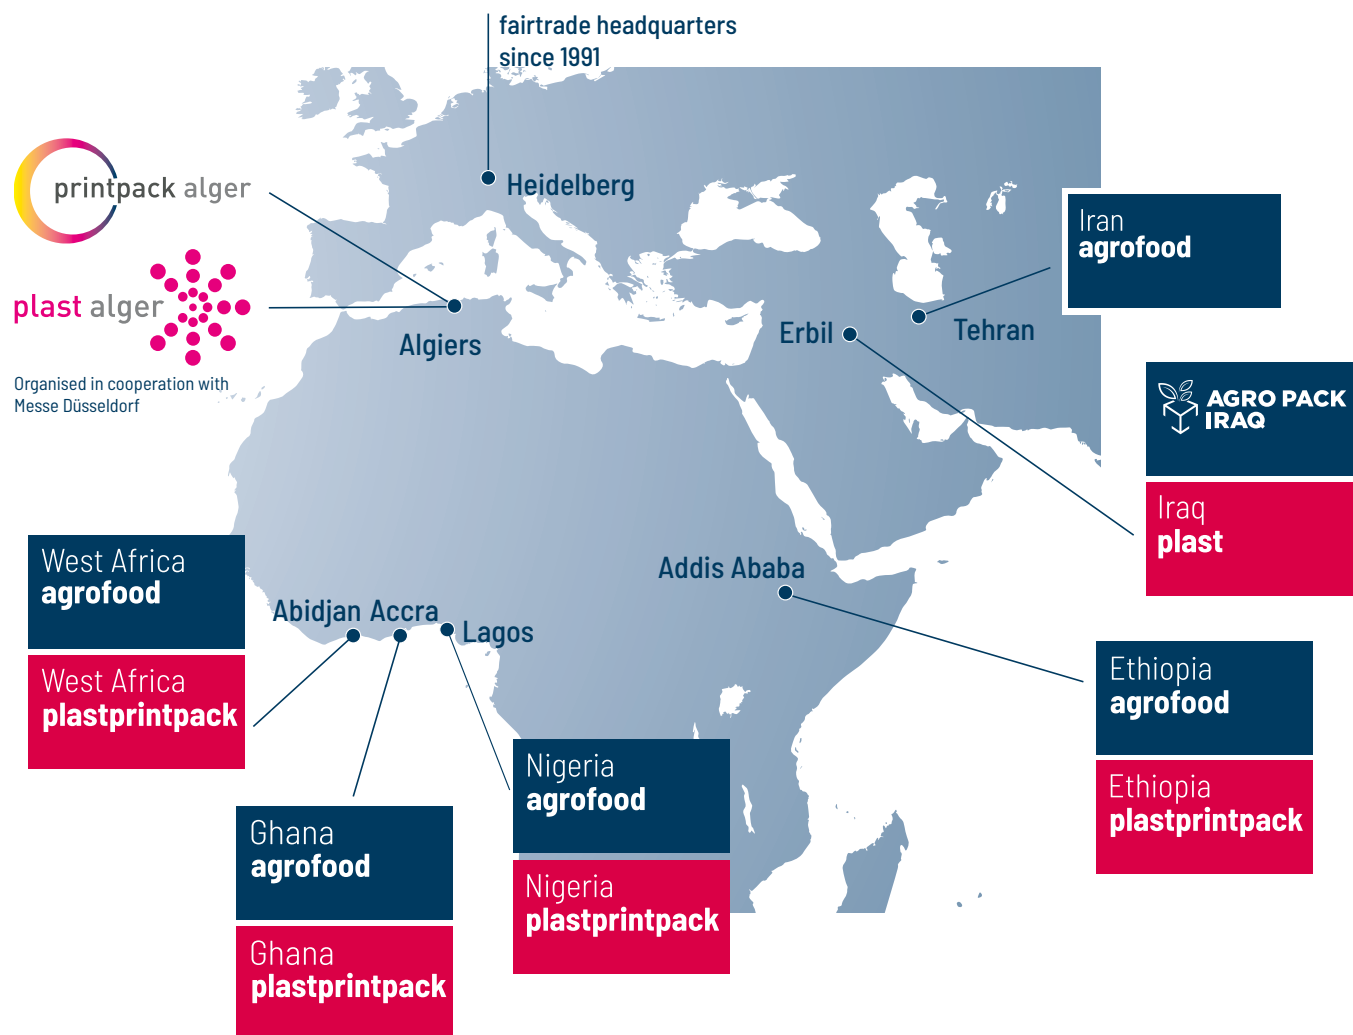 fairtrade headquarters
since 1991
Heidelberg
printpack alger
plast alger
Organised in cooperation with
Messe Düsseldorf
Algiers
Erbil
Tehran
Iran
agrofood
AGRO PACK
IRAQ
Iraq
plast
West Africa
agrofood
West Africa
plastprintpack
Abidjan
Accra
Lagos
Addis Ababa
Ethiopia
agrofood
Ethiopia
plastprintpack
Nigeria
agrofood
Nigeria
plastprintpack
Ghana
agrofood
Ghana
plastprintpack